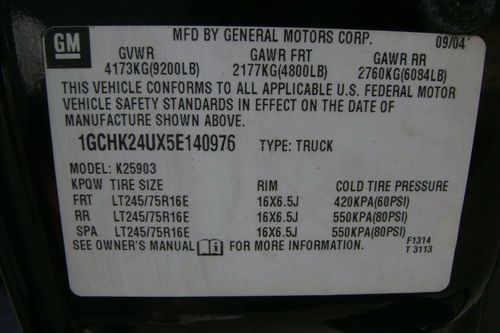 GM
MFD BY GENERAL MOTORS CORP. 09/04
GVWR GAWR FRT GAWR RR
4173KG(9200LB) 2177KG(4800LB) 2760KG(6084LB)
THIS VEHICLE CONFORMS TO ALL APPLICABLE U.S. FEDERAL MOTOR
VEHICLE SAFETY STANDARDS IN EFFECT ON THE DATE OF
MANUFACTURE SHOWN ABOVE.
1GCHK24UX5E140976 TYPE: TRUCK
MODEL: K25903
KPQW TIRE SIZE RIM COLD TIRE PRESSURE
FRT LT245/75R16E 16X6.5J 420KPA(60PSI)
RR LT245/75R16E 16X6.5J 550KPA(80PSI)
SPA LT245/75R16E 16X6.5J 550KPA(80PSI)
SEE OWNER'S MANUAL FOR MORE INFORMATION.
F1314
T 3113